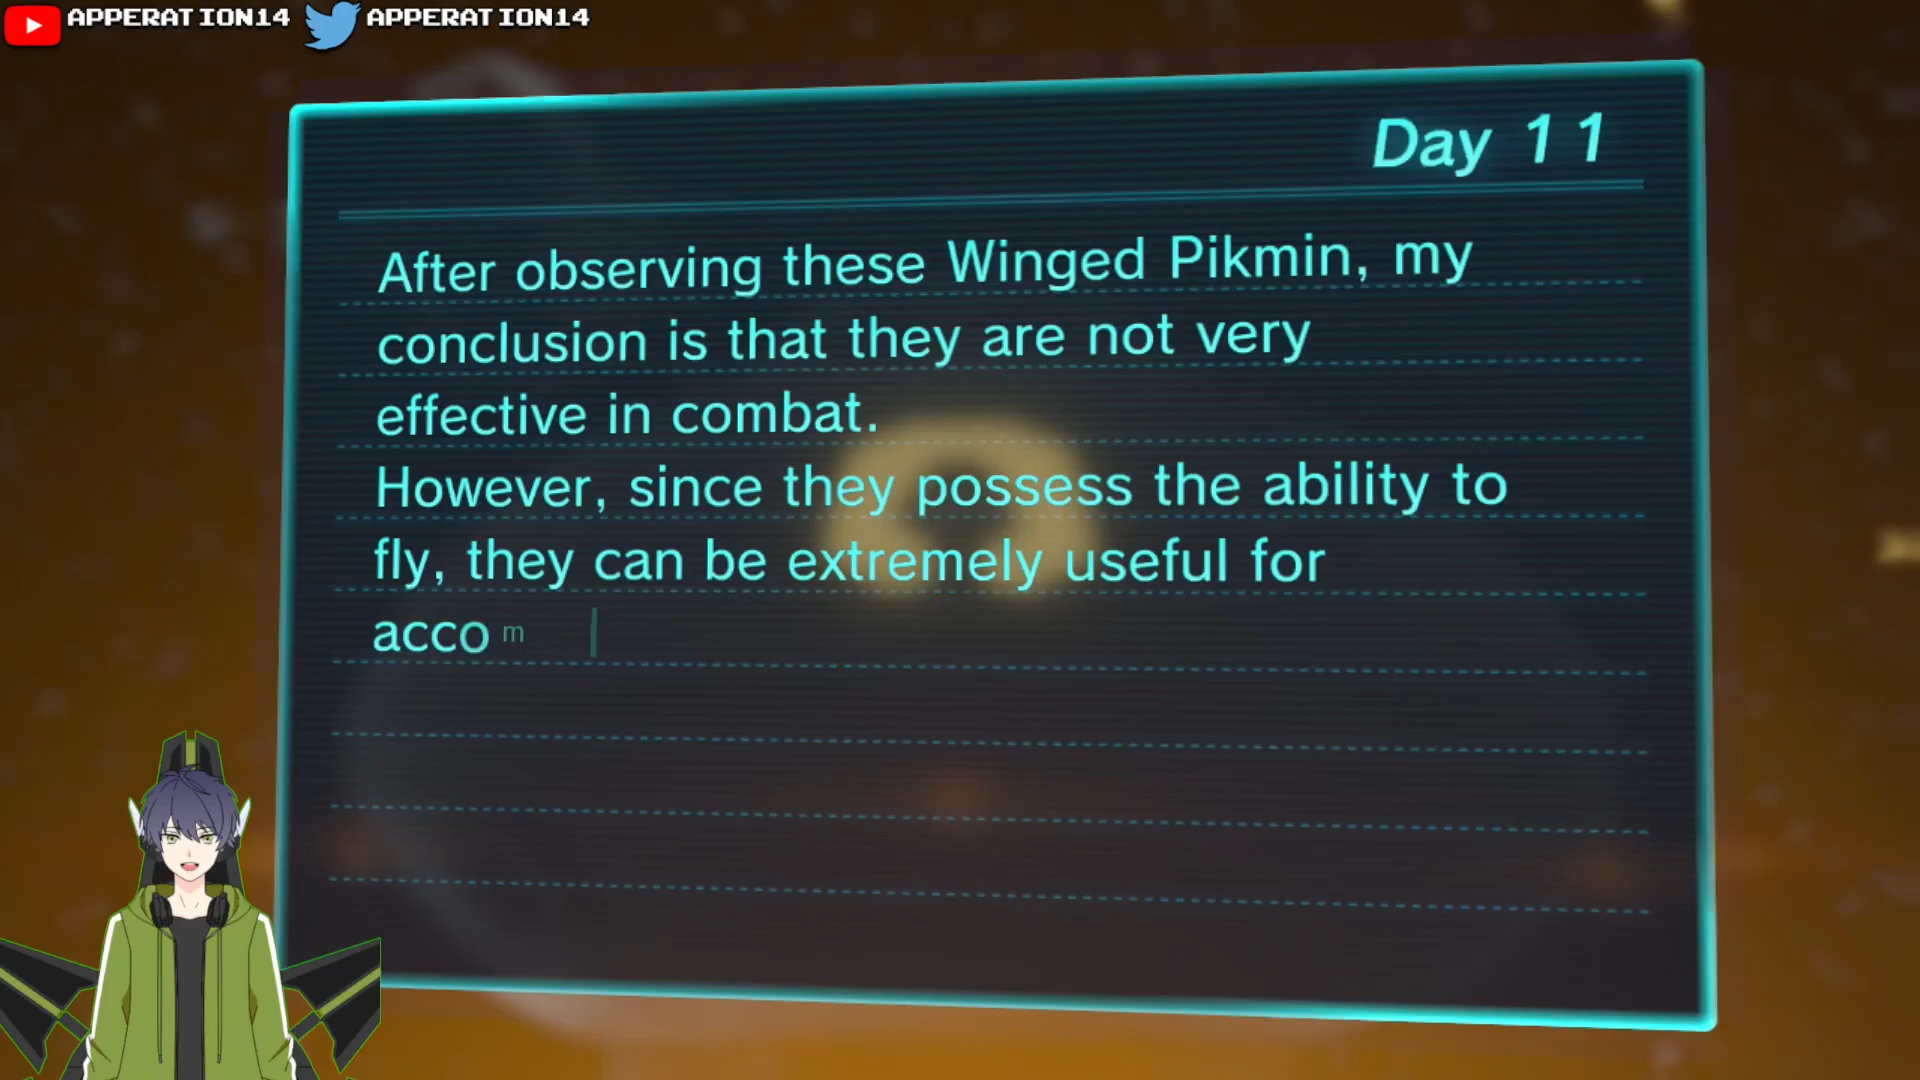 APPERATION14 APPERATION14
Day 11
After observing these Winged Pikmin, my
conclusion is that they are not very
effective in combat.
However, since they possess the ability to
fly, they can be extremely useful for
accom